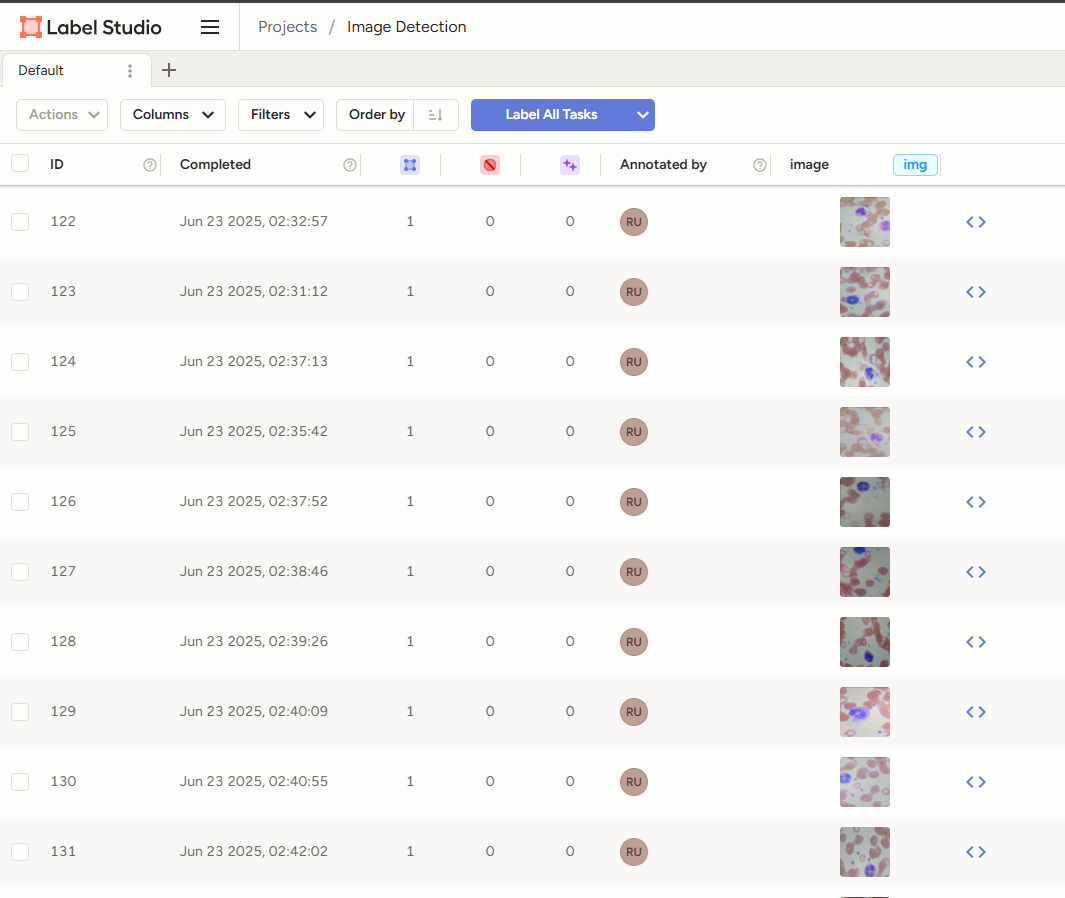 Label Studio Projects / Image Detection
Default
Actions Columns Filters Order by Label All Tasks
ID Completed Annotated by image img
122 Jun 23 2025, 02:32:57 1 0 0 RU
123 Jun 23 2025, 02:31:12 1 0 0 RU
124 Jun 23 2025, 02:37:13 1 0 0 RU
125 Jun 23 2025, 02:35:42 1 0 0 RU
126 Jun 23 2025, 02:37:52 1 0 0 RU
127 Jun 23 2025, 02:38:46 1 0 0 RU
128 Jun 23 2025, 02:39:26 1 0 0 RU
129 Jun 23 2025, 02:40:09 1 0 0 RU
130 Jun 23 2025, 02:40:55 1 0 0 RU
131 Jun 23 2025, 02:42:02 1 0 0 RU